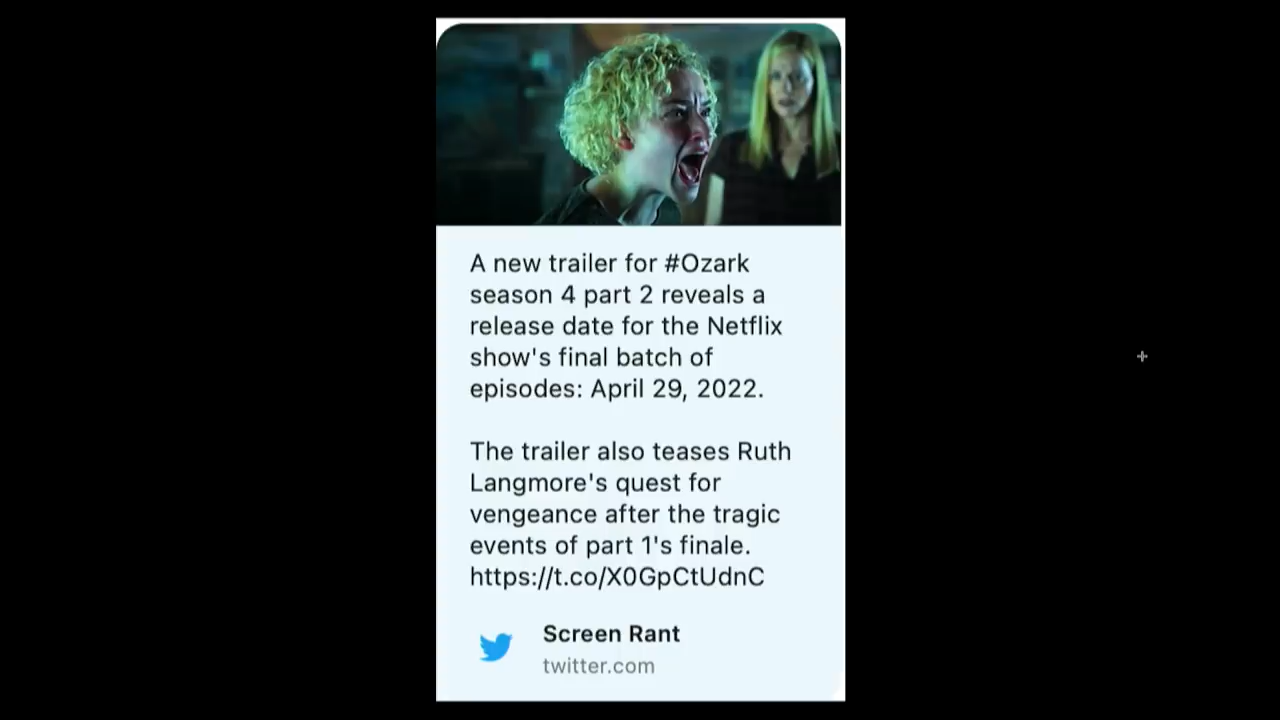 A new trailer for #Ozark
season 4 part 2 reveals a
release date for the Netflix
show's final batch of
episodes: April 29, 2022.
The trailer also teases Ruth
Langmore's quest for
vengeance after the tragic
events of part 1's finale.
https://t.co/X0GpCtUdnC
Screen Rant
twitter.com